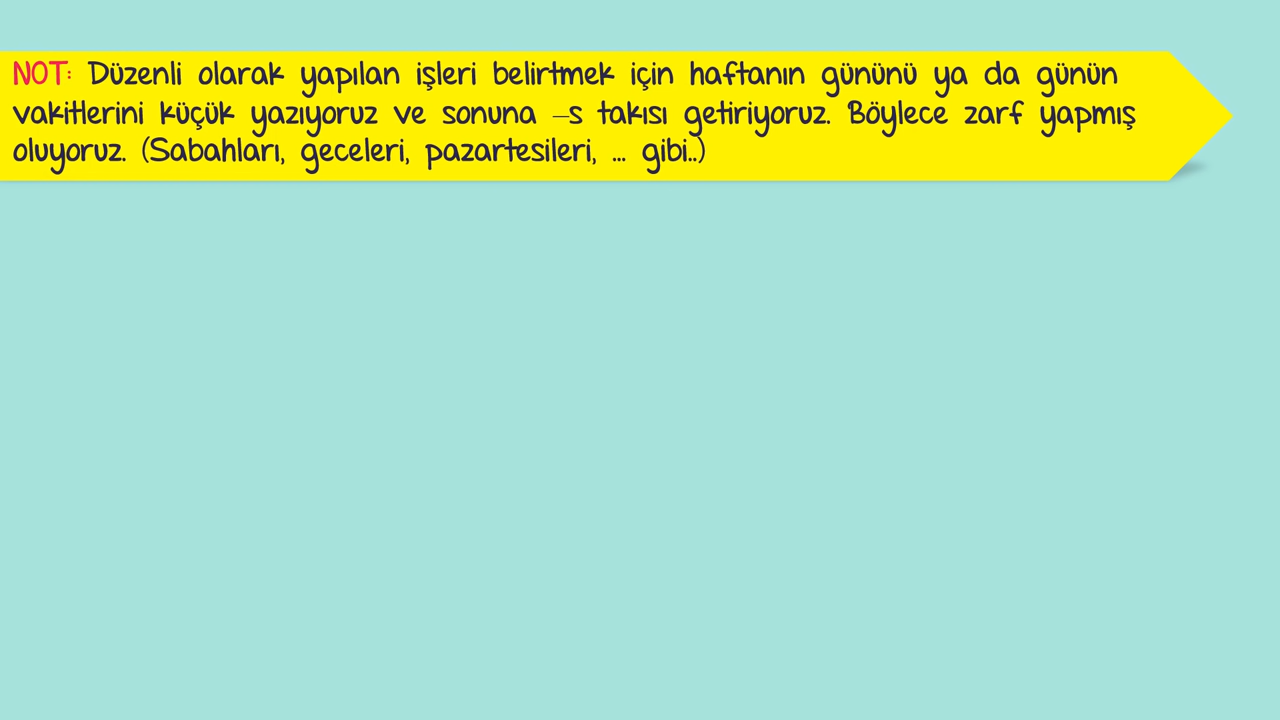 NOT: Düzenli olarak yapılan işleri belirtmek için haftanın gününü ya da günün
vakitlerini küçük yazıyoruz ve sonuna –s takısı getiriyoruz. Böylece zarf yapmış
oluyoruz. (Sabahları, geceleri, pazartesileri, ... gibi..)